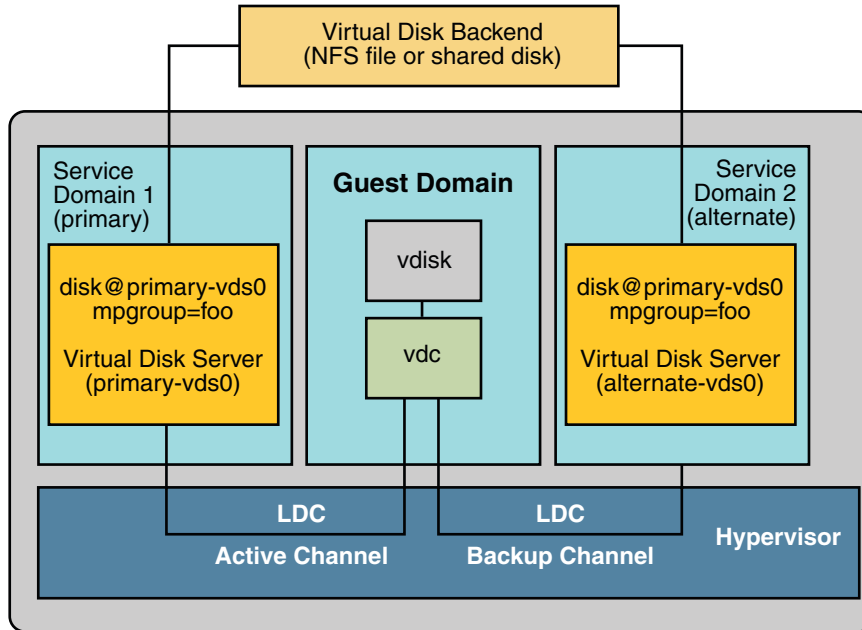 Virtual Disk Backend
(NFS file or shared disk)
Service
Domain 1
(primary)
disk@primary-vds0
mpgroup=foo
Virtual Disk Server
(primary-vds0)
Guest Domain
vdisk
vdc
Service
Domain 2
(alternate)
disk@primary-vds0
mpgroup=foo
Virtual Disk Server
(alternate-vds0)
LDC
Active Channel
LDC
Backup Channel
Hypervisor